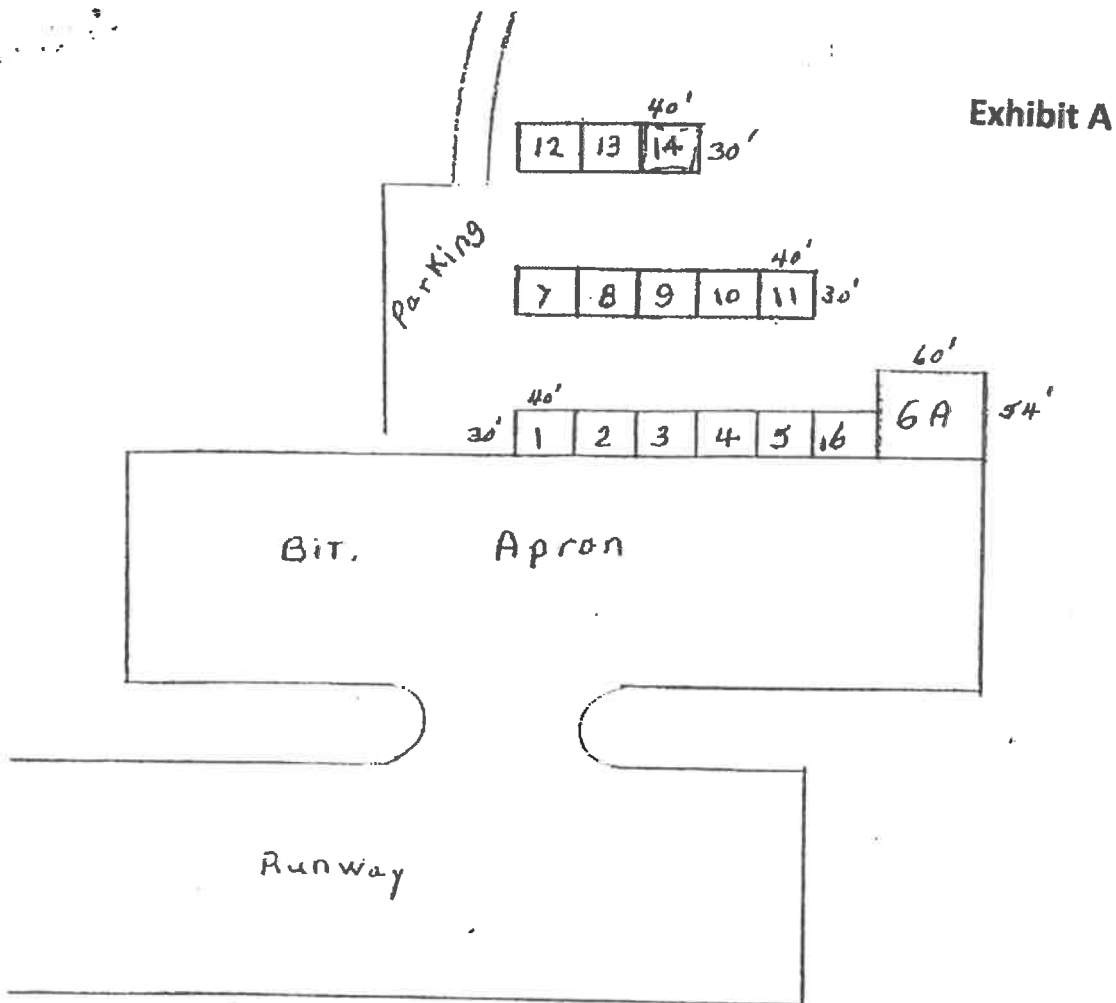 Exhibit A
40'
12 13 14 30'
Parking
40'
7 8 9 10 11 30'
60'
40'
30' 1 2 3 4 5 16 6A 54'
Bit. Apron
Runway